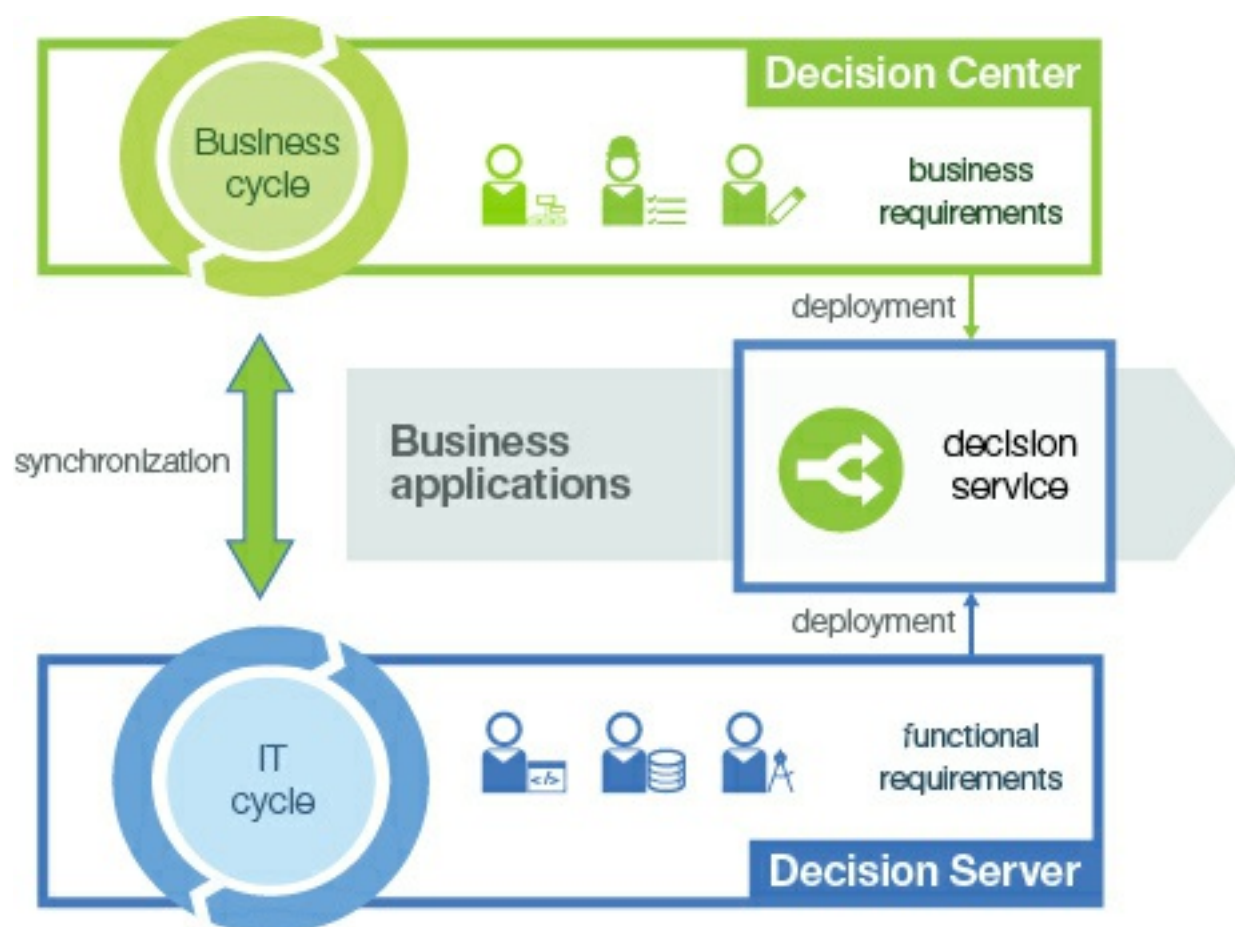 Decision Center
Business
cycle
business
requirements
deployment
synchronization
Business
applications
decision
service
deployment
IT
cycle
</>
functional
requirements
Decision Server